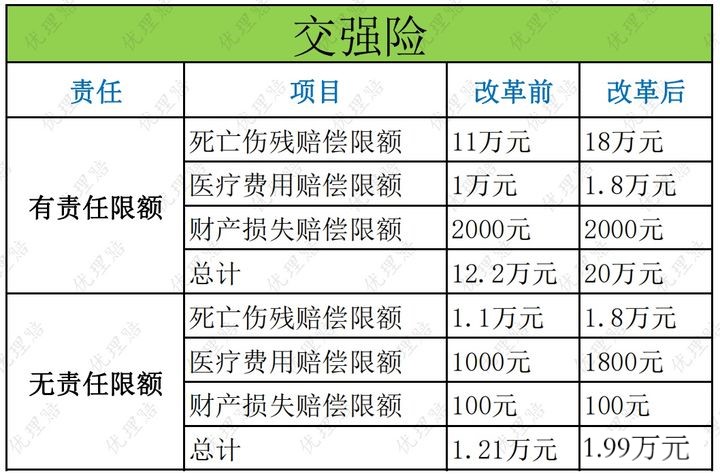 交强险
责任 项目 改革前 改革后
有责任限额
死亡伤残赔偿限额 11万元 18万元
医疗费用赔偿限额 1万元 1.8万元
财产损失赔偿限额 2000元 2000元
总计 12.2万元 20万元
无责任限额
死亡伤残赔偿限额 1.1万元 1.8万元
医疗费用赔偿限额 1000元 1800元
财产损失赔偿限额 100元 100元
总计 1.21万元 1.99万元
优理赔